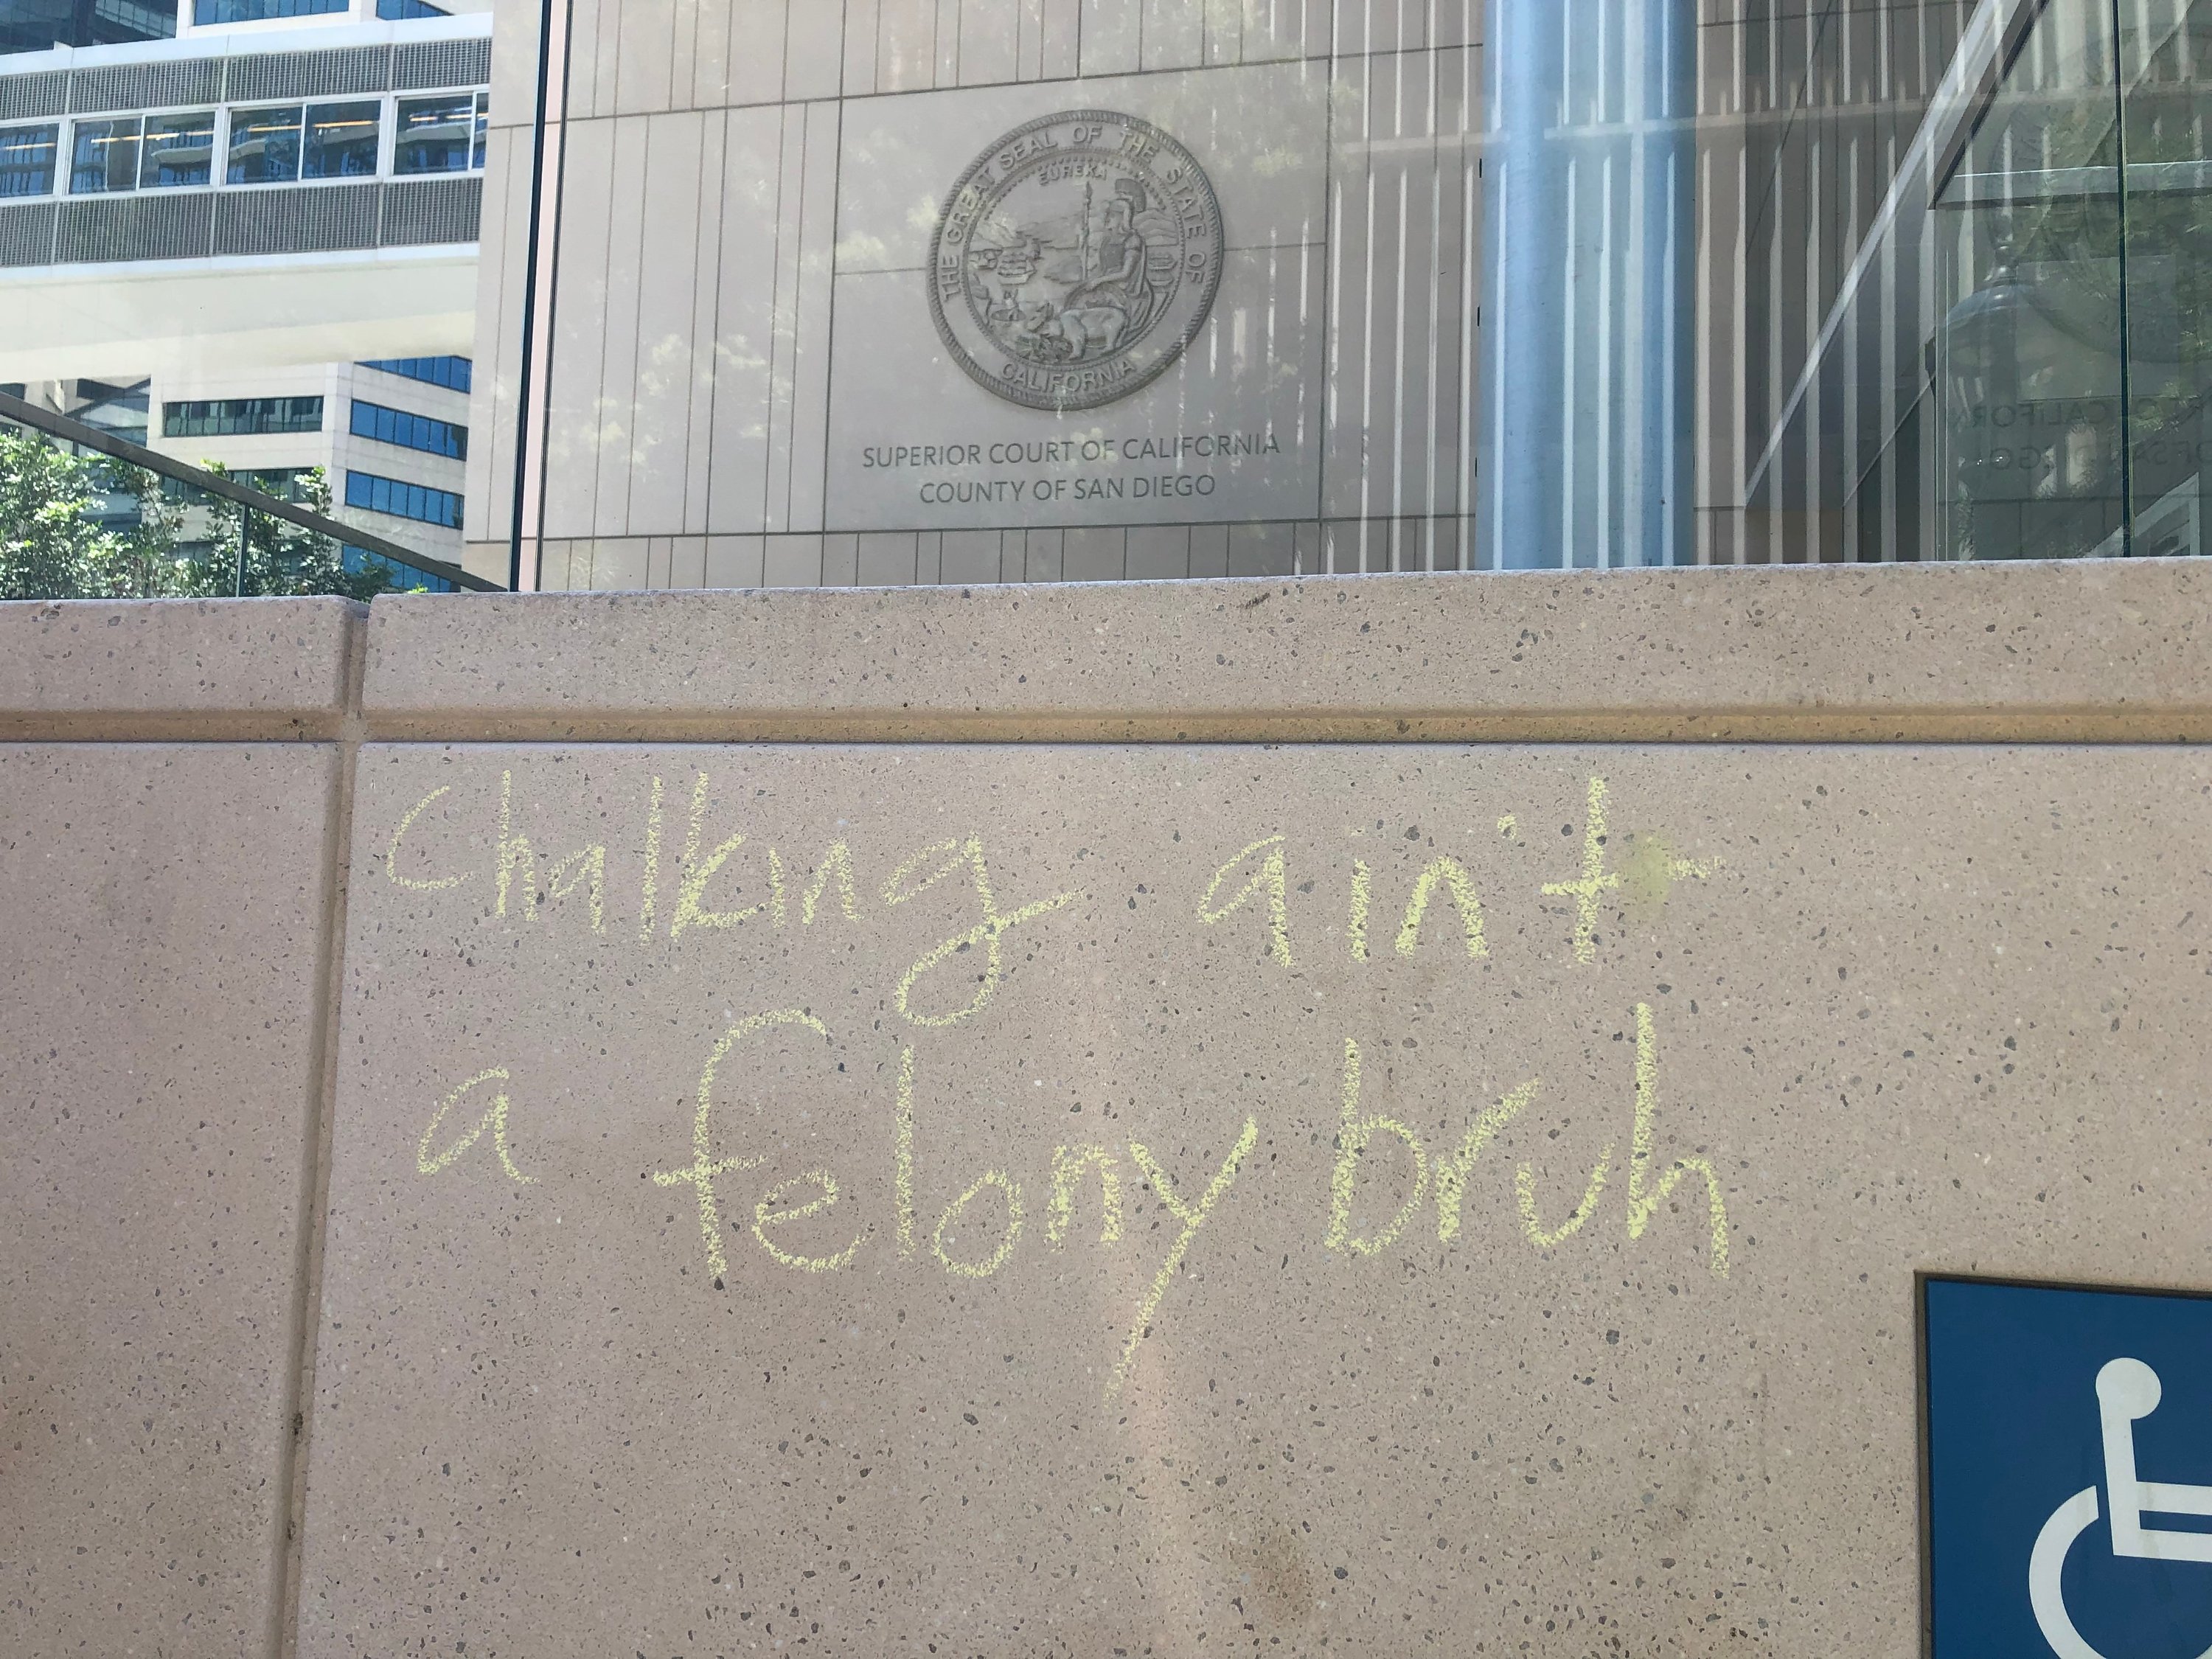 THE GREAT SEAL OF THE STATE OF CALIFORNIA
EUREKA
SUPERIOR COURT OF CALIFORNIA
COUNTY OF SAN DIEGO
Chalking ain't
a felony bruh